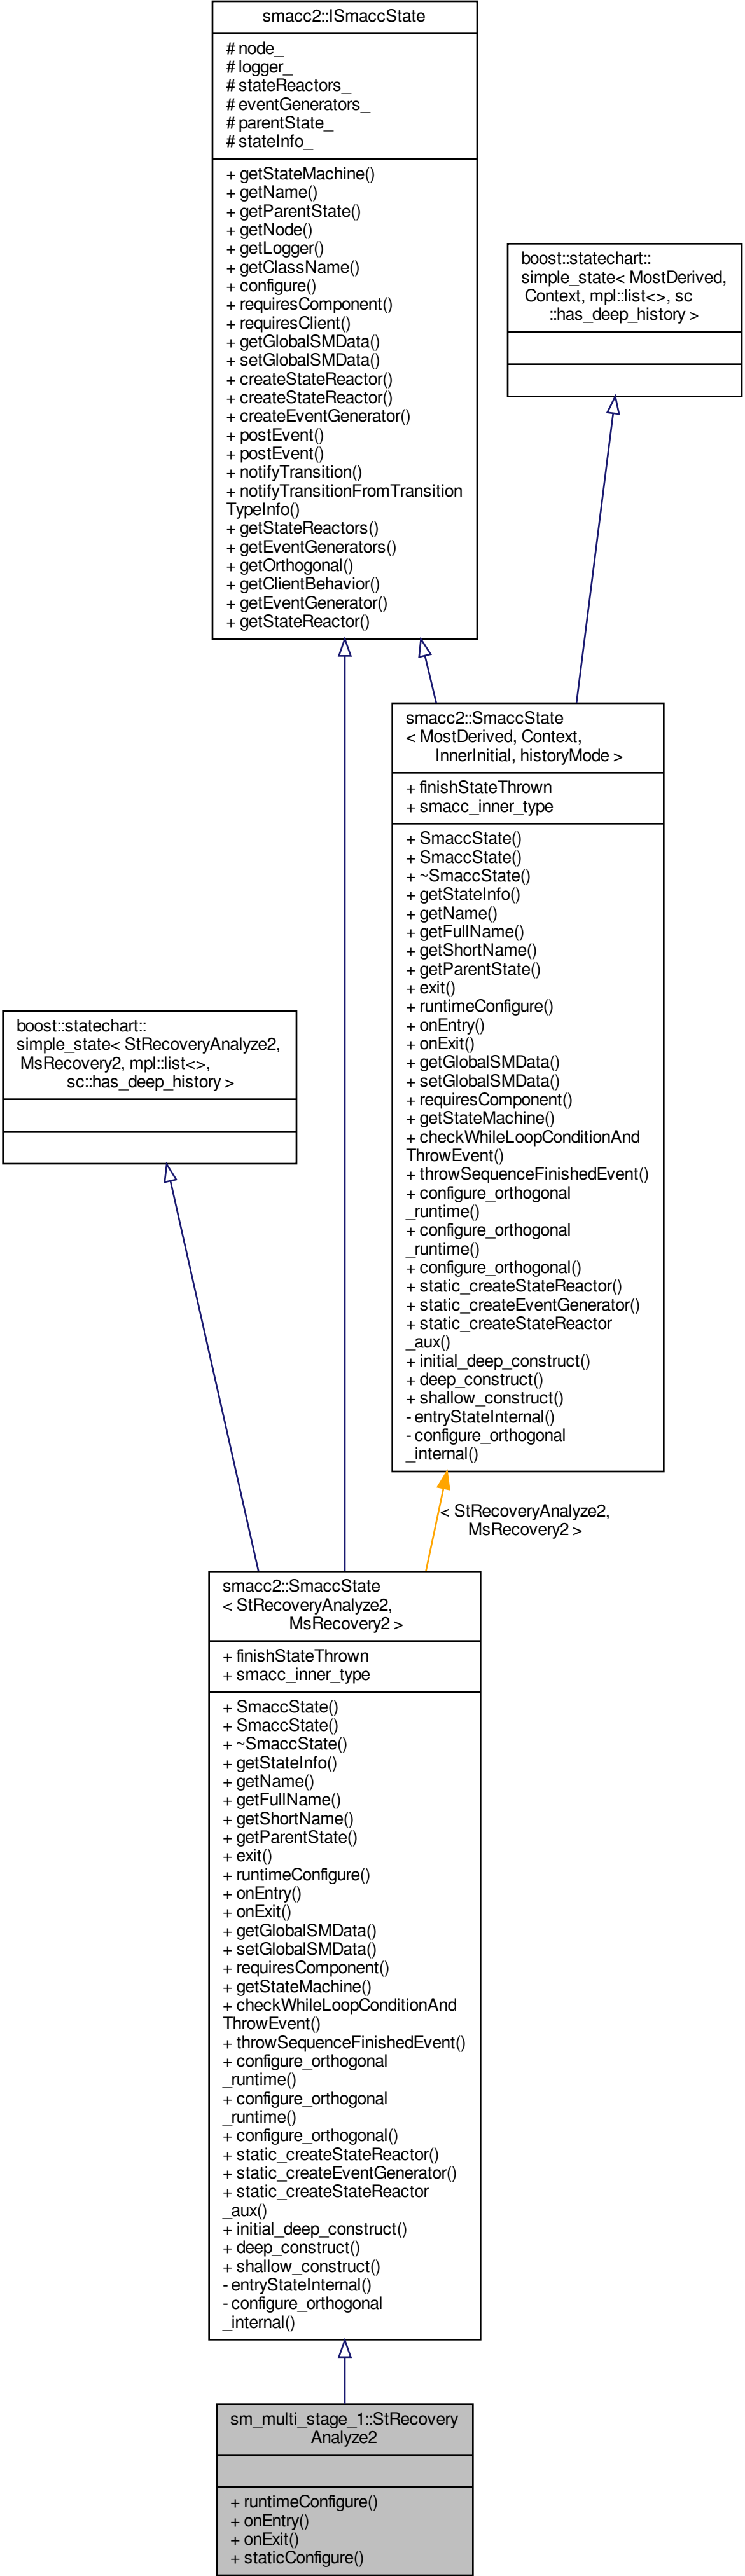 smacc2::ISmaccState
# node_
# logger_
# stateReactors_
# eventGenerators_
# parentState_
# stateInfo_
+ getStateMachine()
+ getName()
+ getParentState()
+ getNode()
+ getLogger()
+ getClassName()
+ configure()
+ requiresComponent()
+ requiresClient()
+ getGlobalSMData()
+ setGlobalSMData()
+ createStateReactor()
+ createStateReactor()
+ createEventGenerator()
+ postEvent()
+ postEvent()
+ notifyTransition()
+ notifyTransitionFromTransition
TypeInfo()
+ getStateReactors()
+ getEventGenerators()
+ getOrthogonal()
+ getClientBehavior()
+ getEventGenerator()
+ getStateReactor()
boost::statechart::
simple_state< MostDerived,
Context, mpl::list<>, sc
::has_deep_history >
smacc2::SmaccState
< MostDerived, Context,
InnerInitial, historyMode >
+ finishStateThrown
+ smacc_inner_type
+ SmaccState()
+ SmaccState()
+ ~SmaccState()
+ getStateInfo()
+ getName()
+ getFullName()
+ getShortName()
+ getParentState()
+ exit()
+ runtimeConfigure()
+ onEntry()
+ onExit()
+ getGlobalSMData()
+ setGlobalSMData()
+ requiresComponent()
+ getStateMachine()
+ checkWhileLoopConditionAnd
ThrowEvent()
+ throwSequenceFinishedEvent()
+ configure_orthogonal
_runtime()
+ configure_orthogonal
_runtime()
+ configure_orthogonal()
+ static_createStateReactor()
+ static_createEventGenerator()
+ static_createStateReactor
_aux()
+ initial_deep_construct()
+ deep_construct()
+ shallow_construct()
- entryStateInternal()
- configure_orthogonal
_internal()
boost::statechart::
simple_state< StRecoveryAnalyze2,
MsRecovery2, mpl::list<>,
sc::has_deep_history >
< StRecoveryAnalyze2,
MsRecovery2 >
smacc2::SmaccState
< StRecoveryAnalyze2,
MsRecovery2 >
+ finishStateThrown
+ smacc_inner_type
+ SmaccState()
+ SmaccState()
+ ~SmaccState()
+ getStateInfo()
+ getName()
+ getFullName()
+ getShortName()
+ getParentState()
+ exit()
+ runtimeConfigure()
+ onEntry()
+ onExit()
+ getGlobalSMData()
+ setGlobalSMData()
+ requiresComponent()
+ getStateMachine()
+ checkWhileLoopConditionAnd
ThrowEvent()
+ throwSequenceFinishedEvent()
+ configure_orthogonal
_runtime()
+ configure_orthogonal
_runtime()
+ configure_orthogonal()
+ static_createStateReactor()
+ static_createEventGenerator()
+ static_createStateReactor
_aux()
+ initial_deep_construct()
+ deep_construct()
+ shallow_construct()
- entryStateInternal()
- configure_orthogonal
_internal()
sm_multi_stage_1::StRecovery
Analyze2
+ runtimeConfigure()
+ onEntry()
+ onExit()
+ staticConfigure()